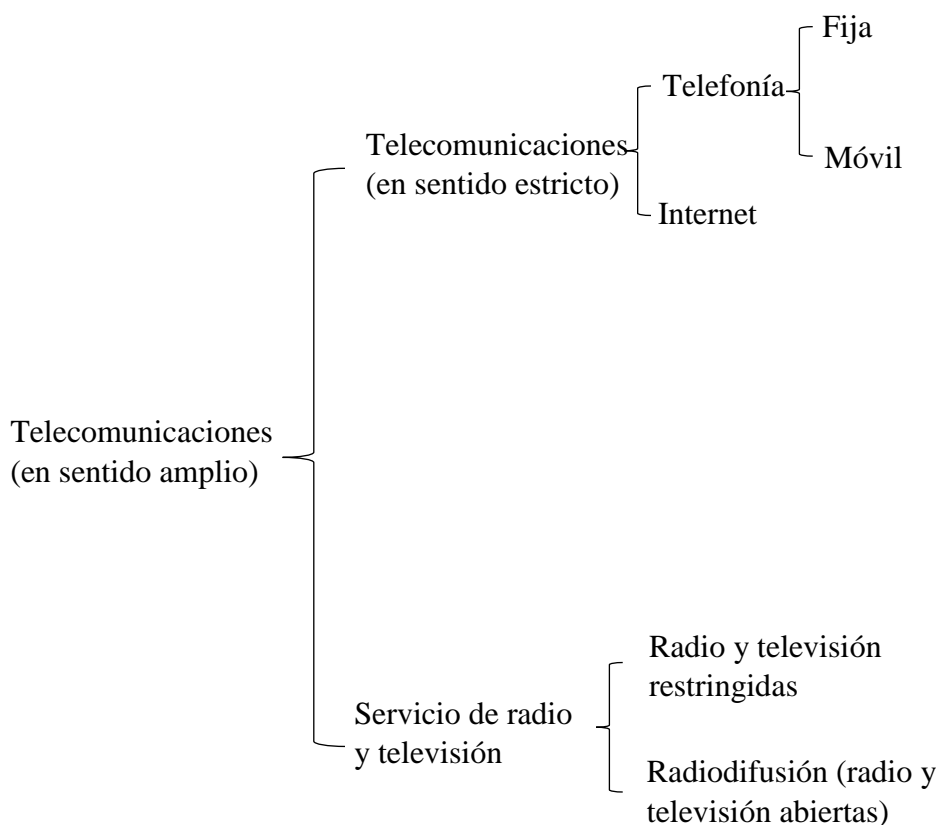 Fija
Telefonía
Telecomunicaciones
(en sentido estricto)
Móvil
Internet
Telecomunicaciones
(en sentido amplio)
Radio y televisión
restringidas
Servicio de radio
y televisión
Radiodifusión (radio y
televisión abiertas)